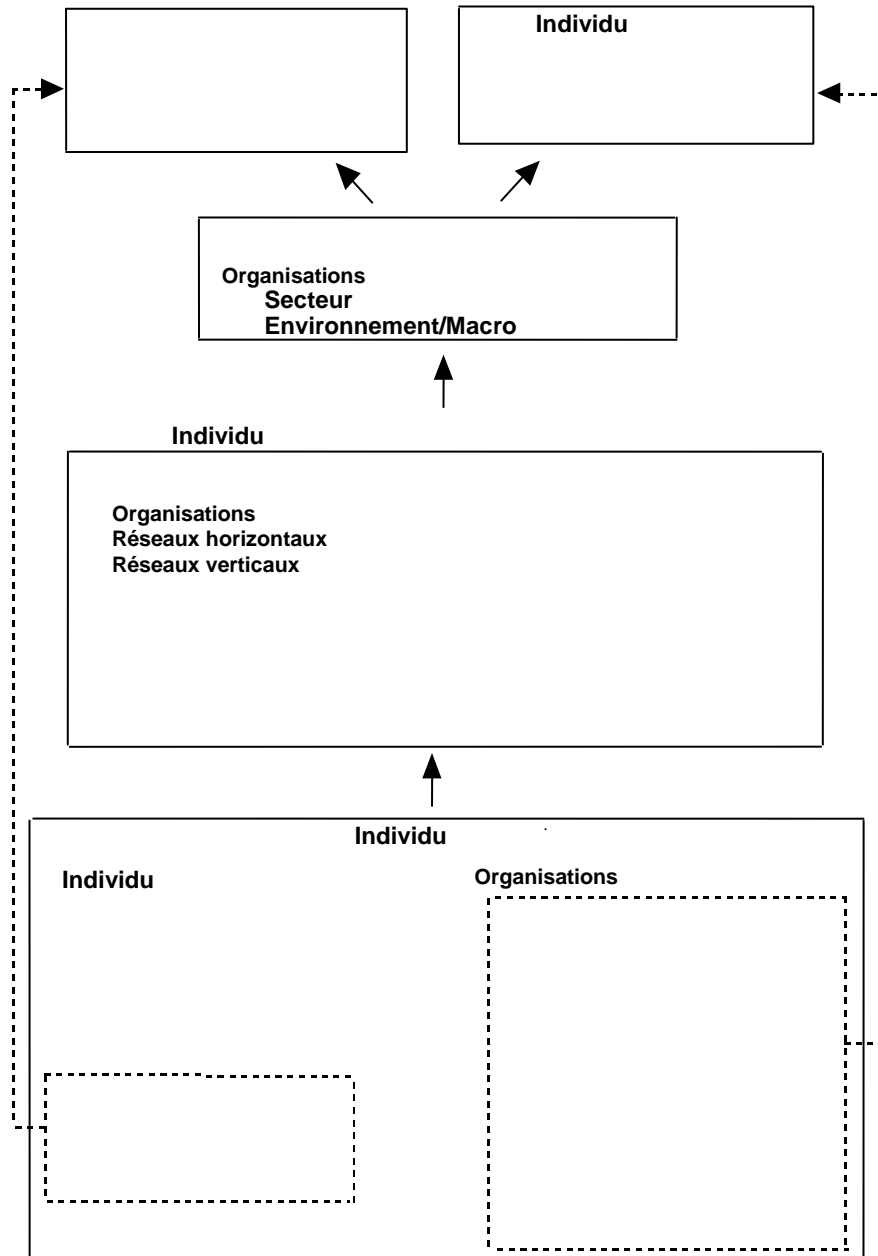 Individu
Organisations
Secteur
Environnement/Macro
Individu
Organisations
Réseaux horizontaux
Réseaux verticaux
Individu
Individu
Organisations